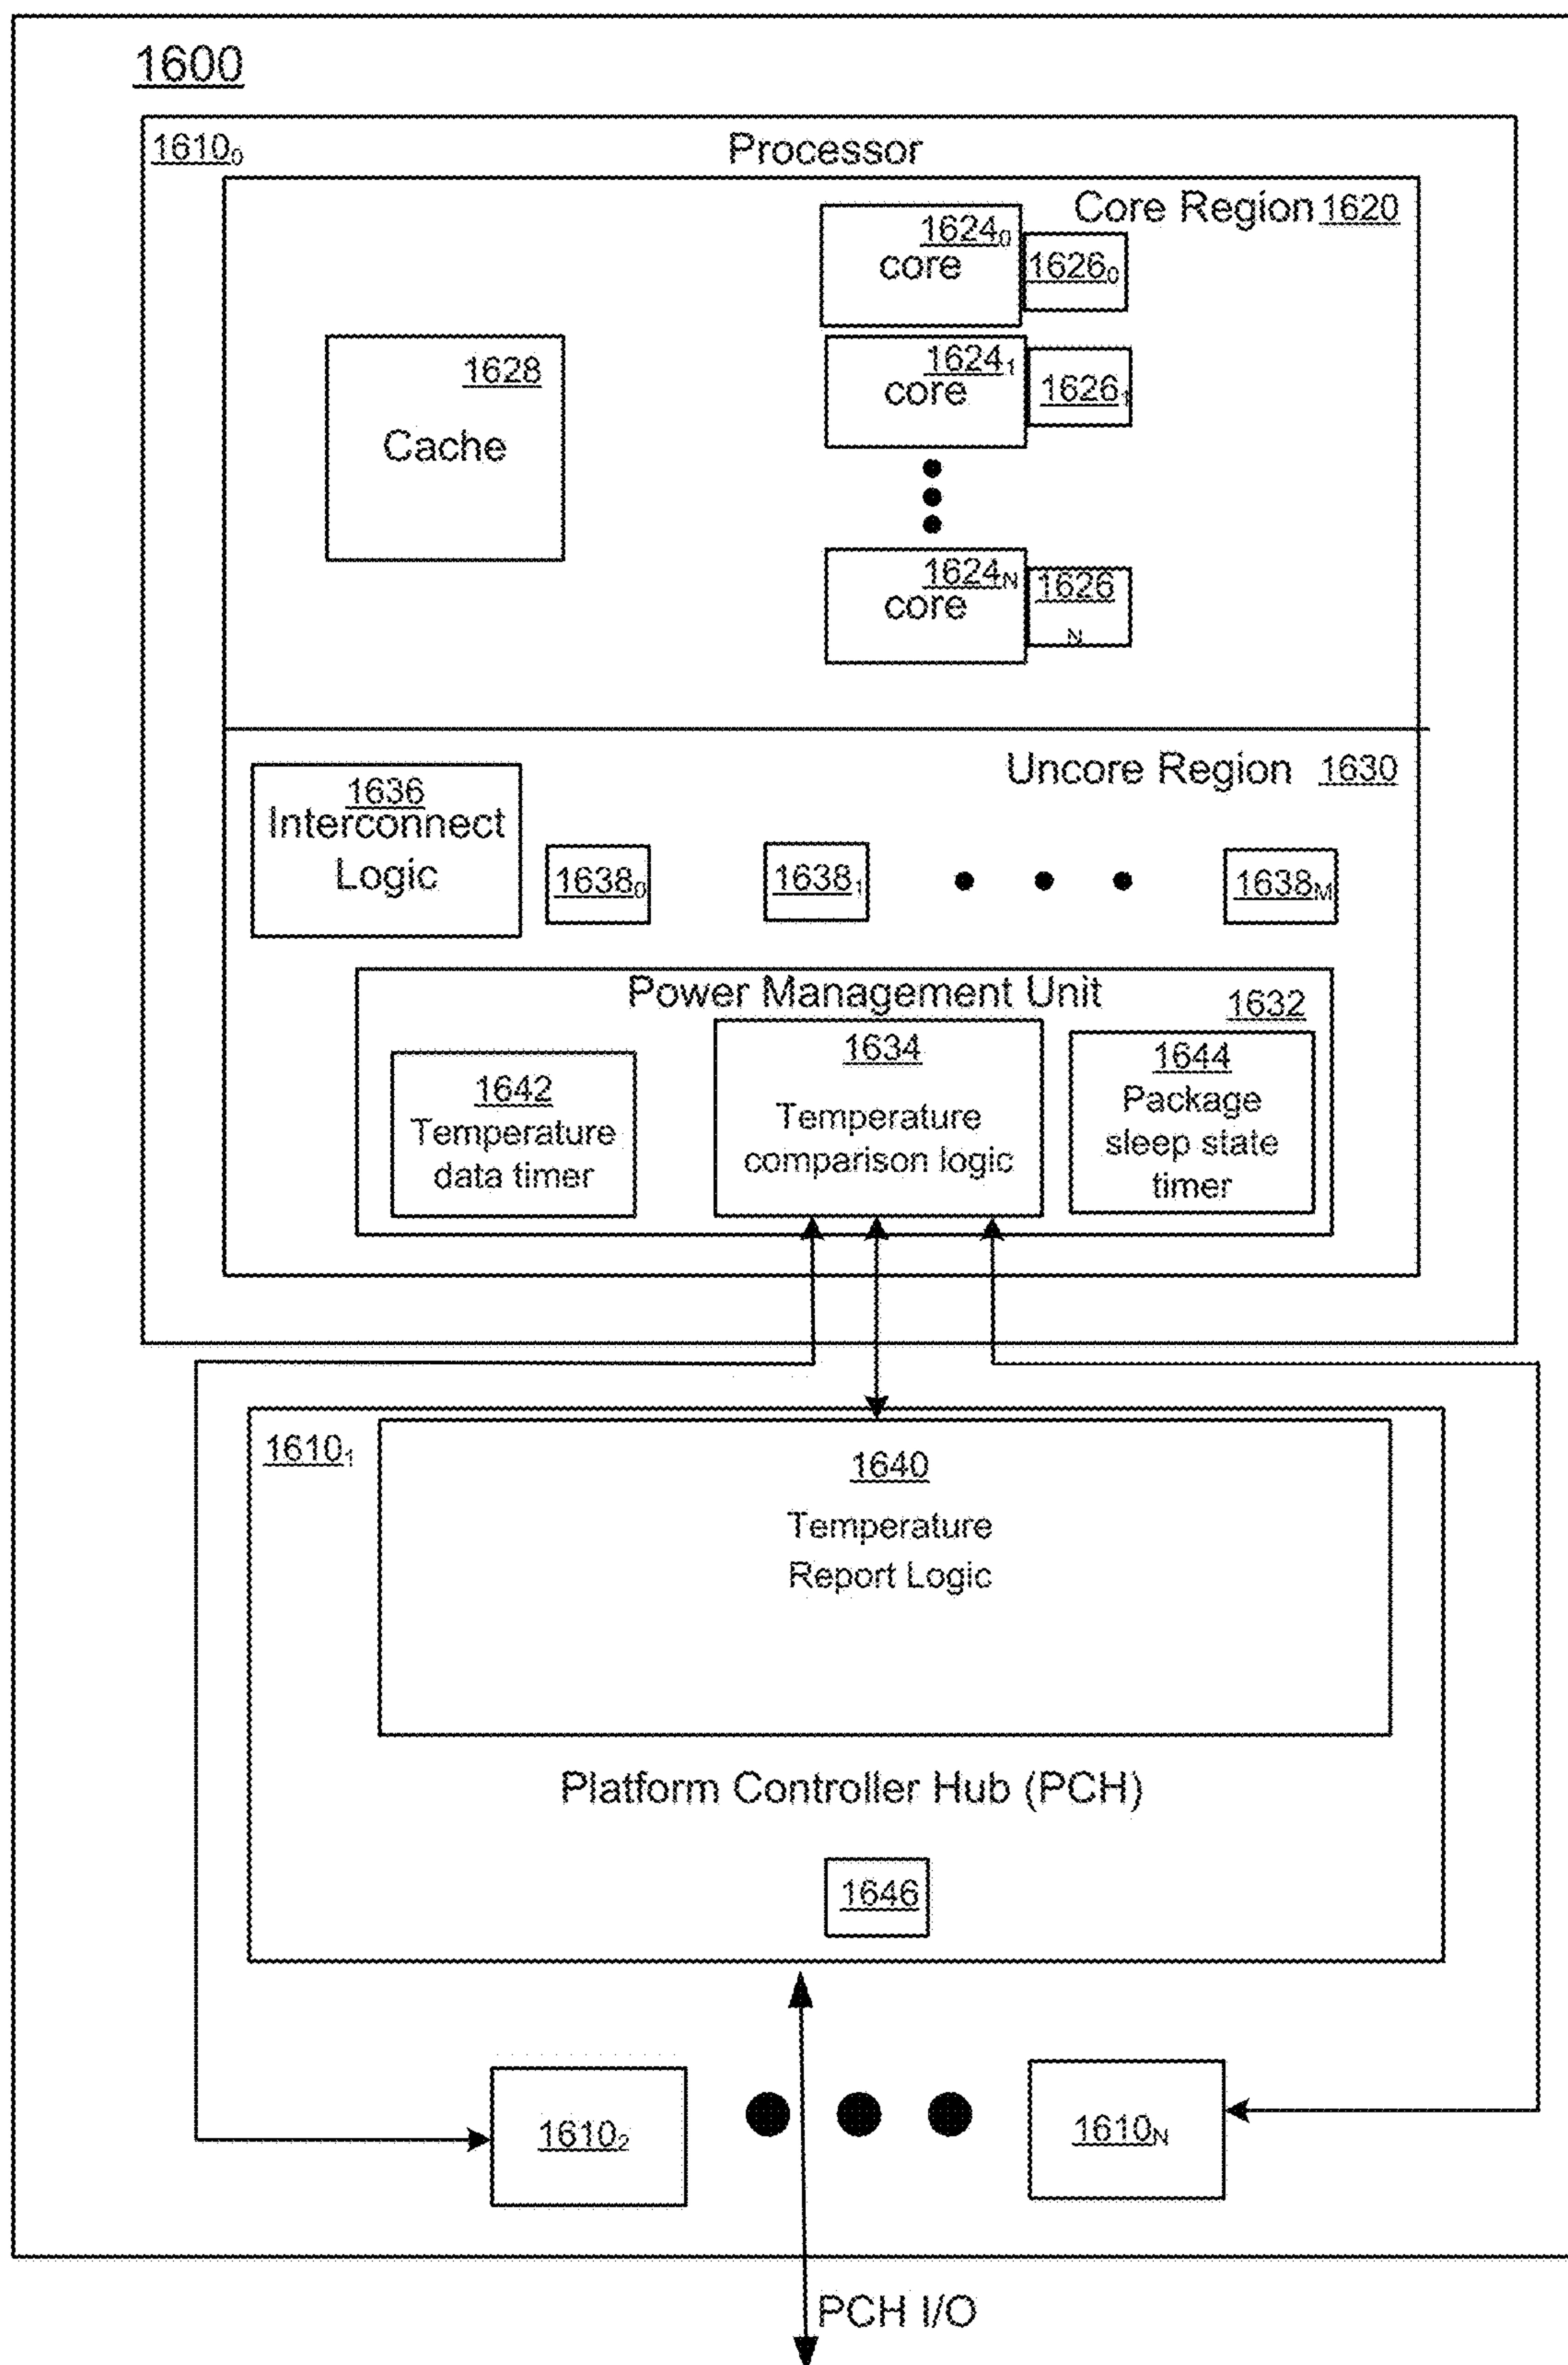 1600
1610₀
Processor
Core Region 1620
1624₀
core
1626₀
1624₁
core
1626₁
1628
Cache
1624N
core
1626
N
Uncore Region 1630
1636
Interconnect
Logic
1638₀
1638₁
1638M
Power Management Unit
1632
1642
Temperature
data timer
1634
Temperature
comparison logic
1644
Package
sleep state
timer
1610₁
1640
Temperature
Report Logic
Platform Controller Hub (PCH)
1646
1610₂
1610N
PCH I/O